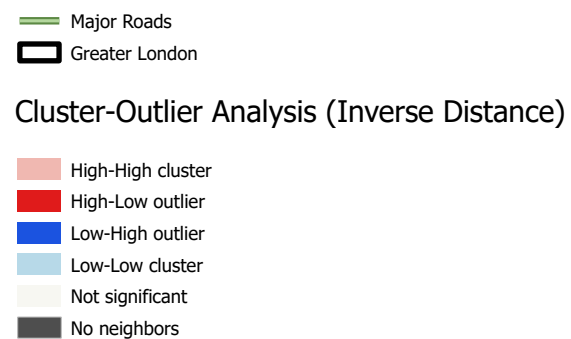 Major Roads
Greater London
Cluster-Outlier Analysis (Inverse Distance)
High-High cluster
High-Low outlier
Low-High outlier
Low-Low cluster
Not significant
No neighbors